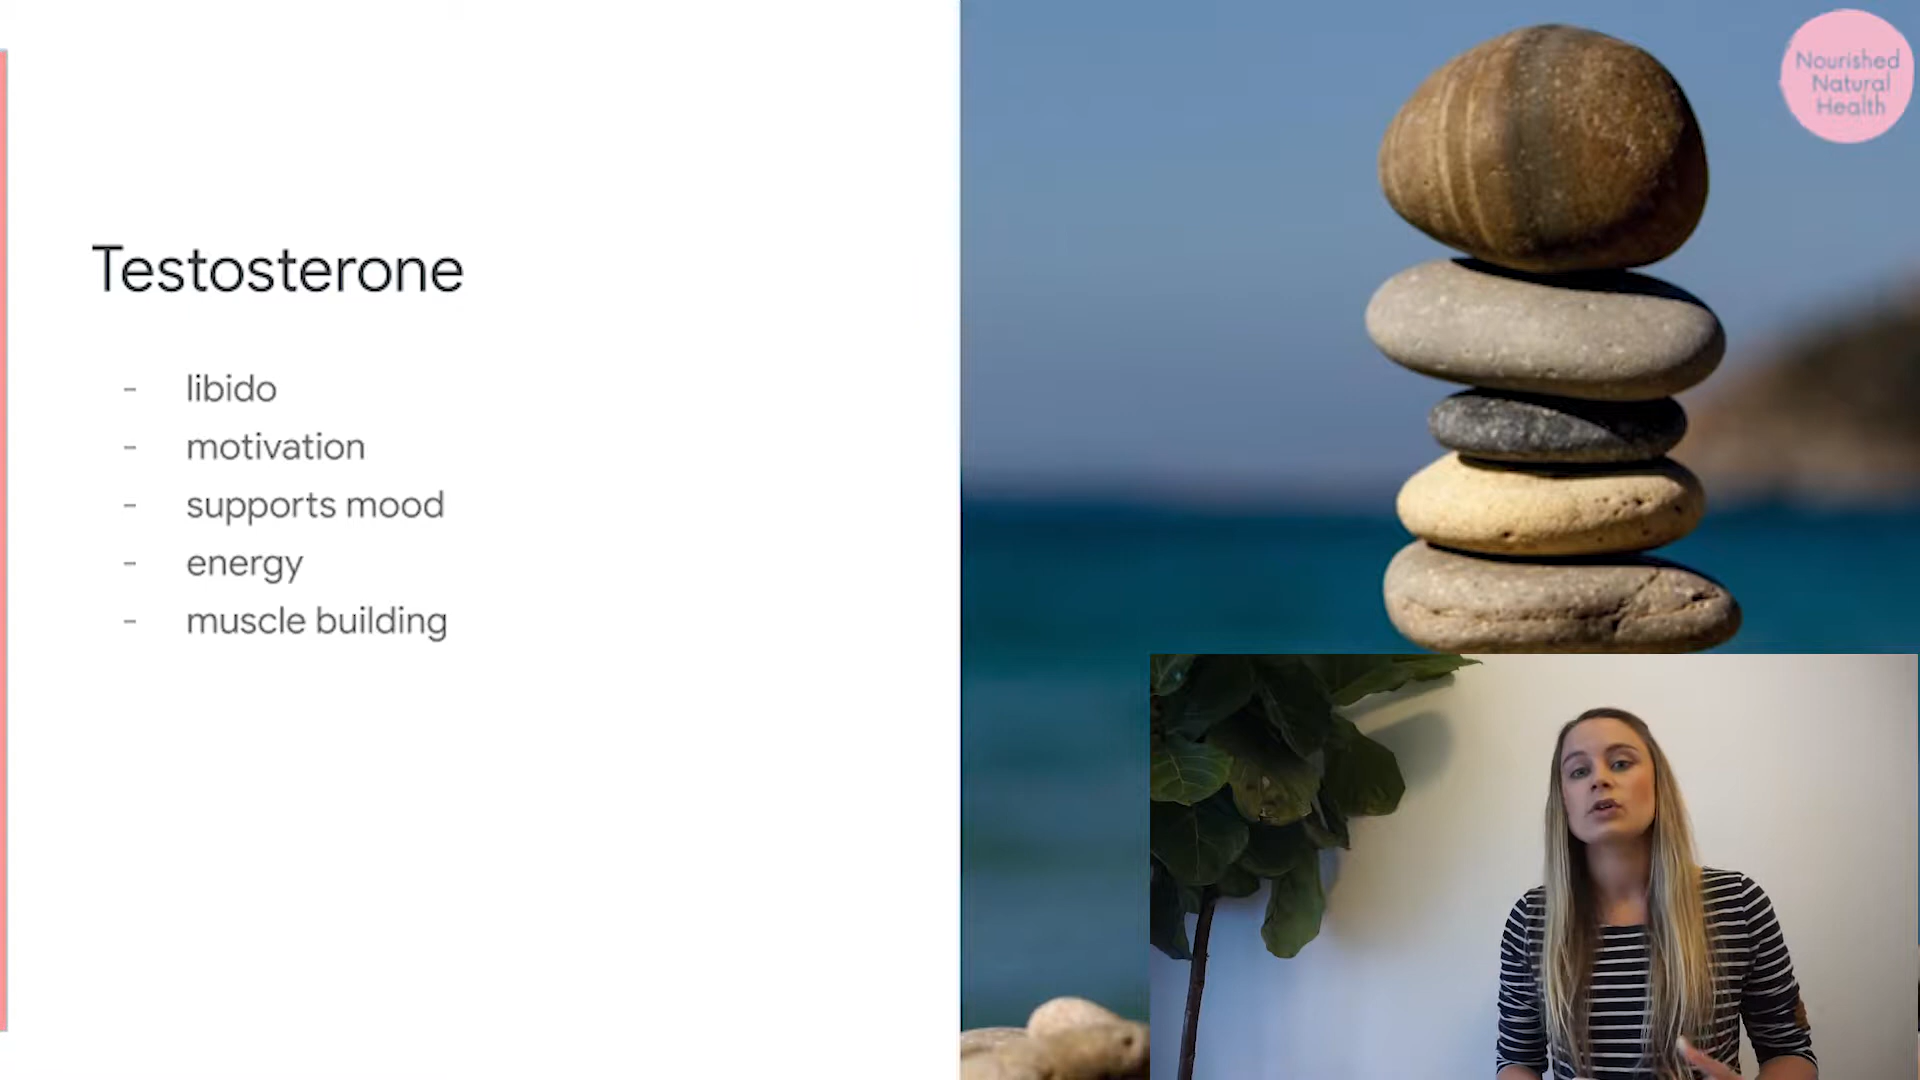 Testosterone
- libido
- motivation
- supports mood
- energy
- muscle building
Nourished
Natural
Health